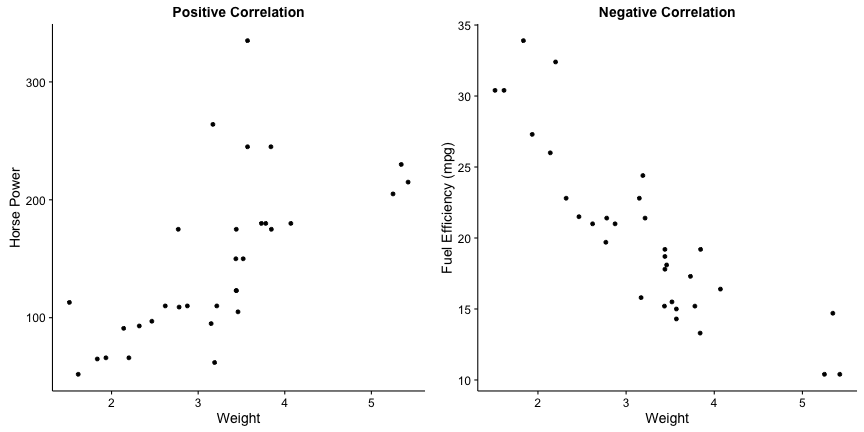 Positive Correlation
Horse Power
300
200
100
2 3 4 5
Weight
Negative Correlation
Fuel Efficiency (mpg)
35
30
25
20
15
10
2 3 4 5
Weight